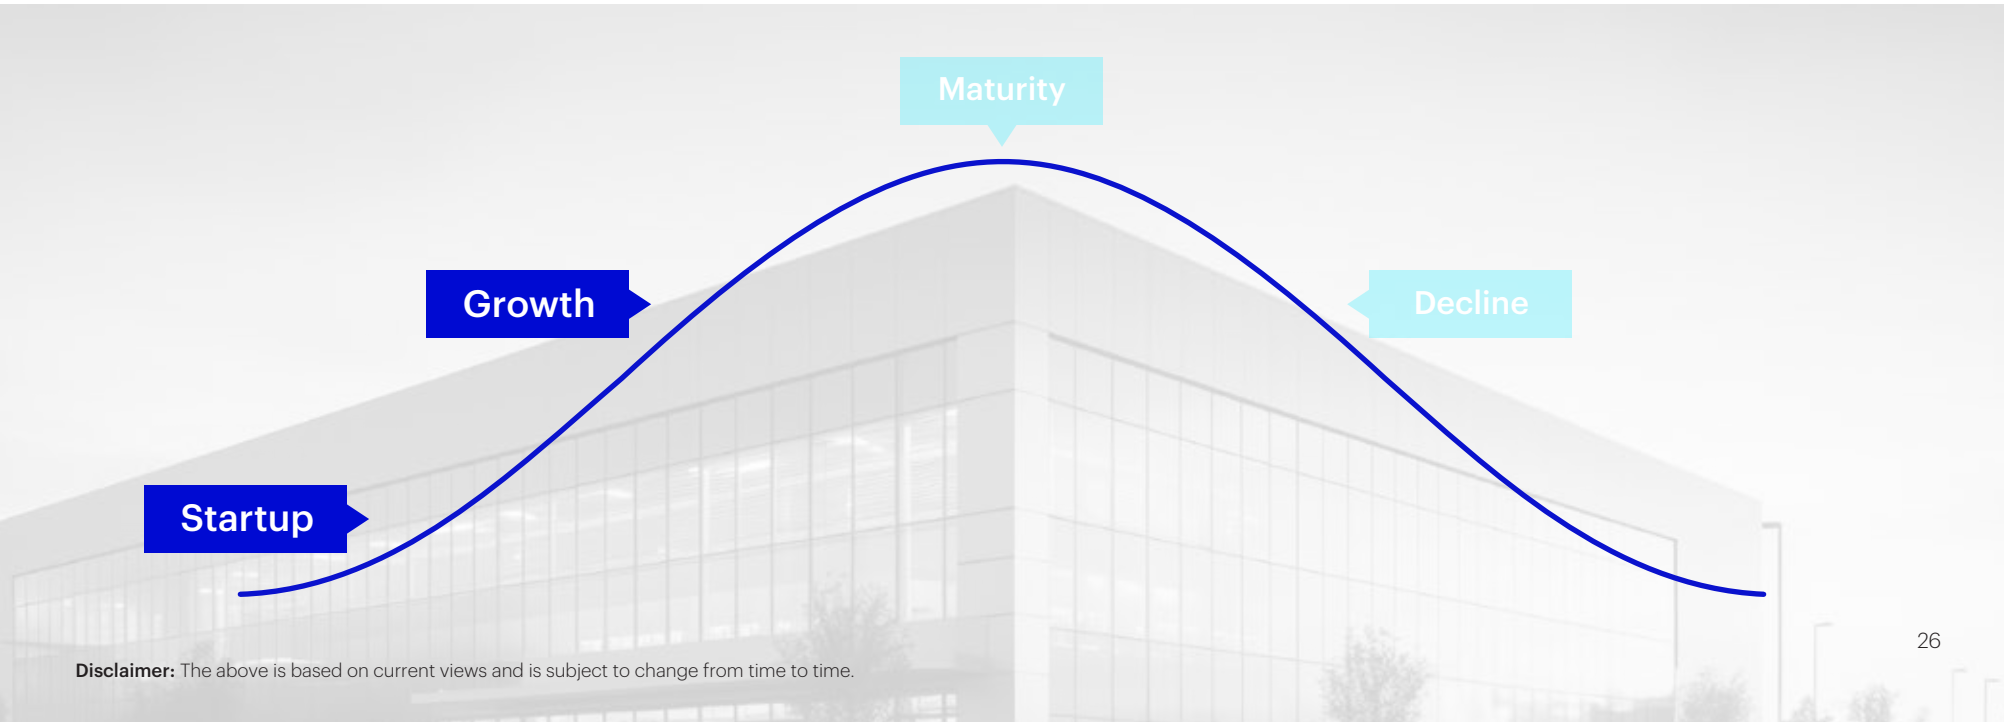 Maturity
Growth
Decline
Startup
26
Disclaimer: The above is based on current views and is subject to change from time to time.